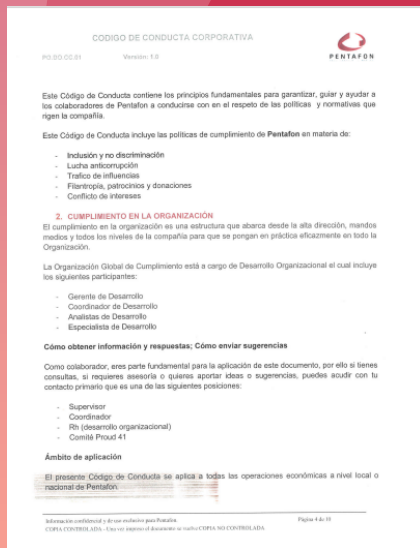 CODIGO DE CONDUCTA CORPORATIVA
PO.DO.CC.01 Versión: 1.0
PENTAFON
Este Código de Conducta contiene los principios fundamentales para garantizar, guiar y ayudar a
los colaboradores de Pentafon a conducirse con en el respeto de las políticas y normativas que
rigen la compañía.
Este Código de Conducta incluye las políticas de cumplimiento de Pentafon en materia de:
- Inclusión y no discriminación
- Lucha anticorrupción
- Trafico de influencias
- Filantropía, patrocinios y donaciones
- Conflicto de intereses
2. CUMPLIMIENTO EN LA ORGANIZACIÓN
El cumplimiento en la organización es una estructura que abarca desde la alta dirección, mandos
medios y todos los niveles de la compañía para que se pongan en práctica eficazmente en todo la
Organización.
La Organización Global de Cumplimiento está a cargo de Desarrollo Organizacional el cual incluye
los siguientes participantes:
- Gerente de Desarrollo
- Coordinador de Desarrollo
- Analistas de Desarrollo
- Especialista de Desarrollo
Cómo obtener información y respuestas; Cómo enviar sugerencias
Como colaborador, eres parte fundamental para la aplicación de este documento, por ello si tienes
consultas, si requieres asesoría o quieres aportar ideas o sugerencias, puedes acudir con tu
contacto primario que es una de las siguientes posiciones:
- Supervisor
- Coordinador
- Rh (desarrollo organizacional)
- Comité Proud 41
Ámbito de aplicación
El presente Código de Conducta se aplica a todas las operaciones económicas a nivel local o
nacional de Pentafon.
Información confidencial y de uso exclusivo para Pentafon. Página 4 de 10
COPIA CONTROLADA - Una vez impreso el documento se vuelve COPIA NO CONTROLADA